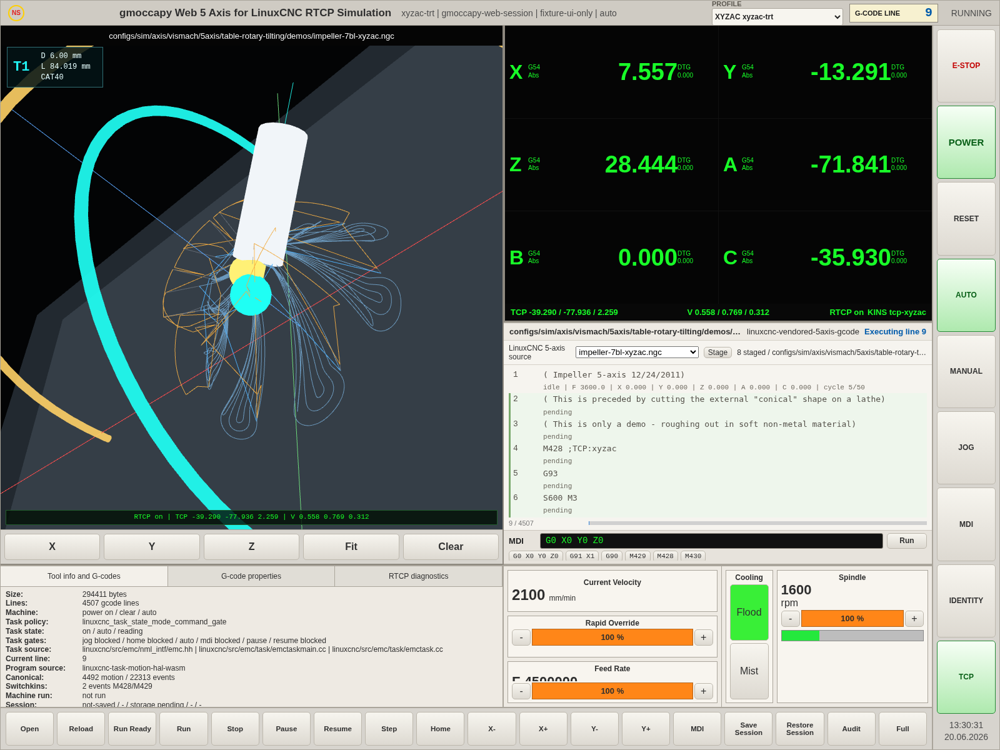 NS
gmoccapy Web 5 Axis for LinuxCNC RTCP Simulation xyzac-trt | gmoccapy-web-session | fixture-ui-only | auto
PROFILE
XYZAC xyzac-trt
G-CODE LINE 9
RUNNING
configs/sim/axis/vismach/5axis/table-rotary-tilting/demos/impeller-7bl-xyzac.ngc
T1
D 6.00 mm
L 84.019 mm
CAT40
RTCP on | TCP -39.290 -77.936 2.259 | V 0.558 0.769 0.312
X Y Z Fit Clear
X G54 Abs 7.557 DTG 0.000
Y G54 Abs -13.291 DTG 0.000
Z G54 Abs 28.444 DTG 0.000
A G54 Abs -71.841 DTG 0.000
B G54 Abs 0.000 DTG 0.000
C G54 Abs -35.930 DTG 0.000
TCP -39.290 / -77.936 / 2.259 V 0.558 / 0.769 / 0.312 RTCP on KINS tcp-xyzac
configs/sim/axis/vismach/5axis/table-rotary-tilting/demos/… linuxcnc-vendored-5axis-gcode Executing line 9
LinuxCNC 5-axis source
impeller-7bl-xyzac.ngc
Stage
8 staged / configs/sim/axis/vismach/5axis/table-rotary-t…
1 ( Impeller 5-axis 12/24/2011)
idle | F 3600.0 | X 0.000 | Y 0.000 | Z 0.000 | A 0.000 | C 0.000 | cycle 5/50
2 ( This is preceded by cutting the external "conical" shape on a lathe)
pending
3 ( This is only a demo - roughing out in soft non-metal material)
pending
4 M428 ;TCP:xyzac
pending
5 G93
pending
6 S600 M3
pending
9 / 4507
MDI G0 X0 Y0 Z0 Run
G0 X0 Y0 Z0 G91 X1 G90 M429 M428 M430
Tool info and G-codes G-code properties RTCP diagnostics
Size: 294411 bytes
Lines: 4507 gcode lines
Machine: power on / clear / auto
Task policy: linuxcnc_task_state_mode_command_gate
Task state: on / auto / reading
Task gates: jog blocked / home blocked / auto / mdi blocked / pause / resume blocked
Task source: linuxcnc/src/emc/nml_intf/emc.hh | linuxcnc/src/emc/task/emctaskmain.cc | linuxcnc/src/emc/task/emctask.cc
Current line: 9
Program source: linuxcnc-task-motion-hal-wasm
Canonical: 4492 motion / 22313 events
Switchkins: 2 events M428/M429
Machine run: not run
Session: not-saved / - / storage pending / - / -
Current Velocity
2100 mm/min
Rapid Override
- 100 % +
Feed Rate
F 4500000
- 100 % +
Cooling
Flood
Mist
Spindle
1600
rpm
- 100 % +
E-STOP
POWER
RESET
AUTO
MANUAL
JOG
MDI
IDENTITY
TCP
Open Reload Run Ready Run Stop Pause Resume Step Home X- X+ Y- Y+ MDI Save Session Restore Session Audit Full
13:30:31
20.06.2026